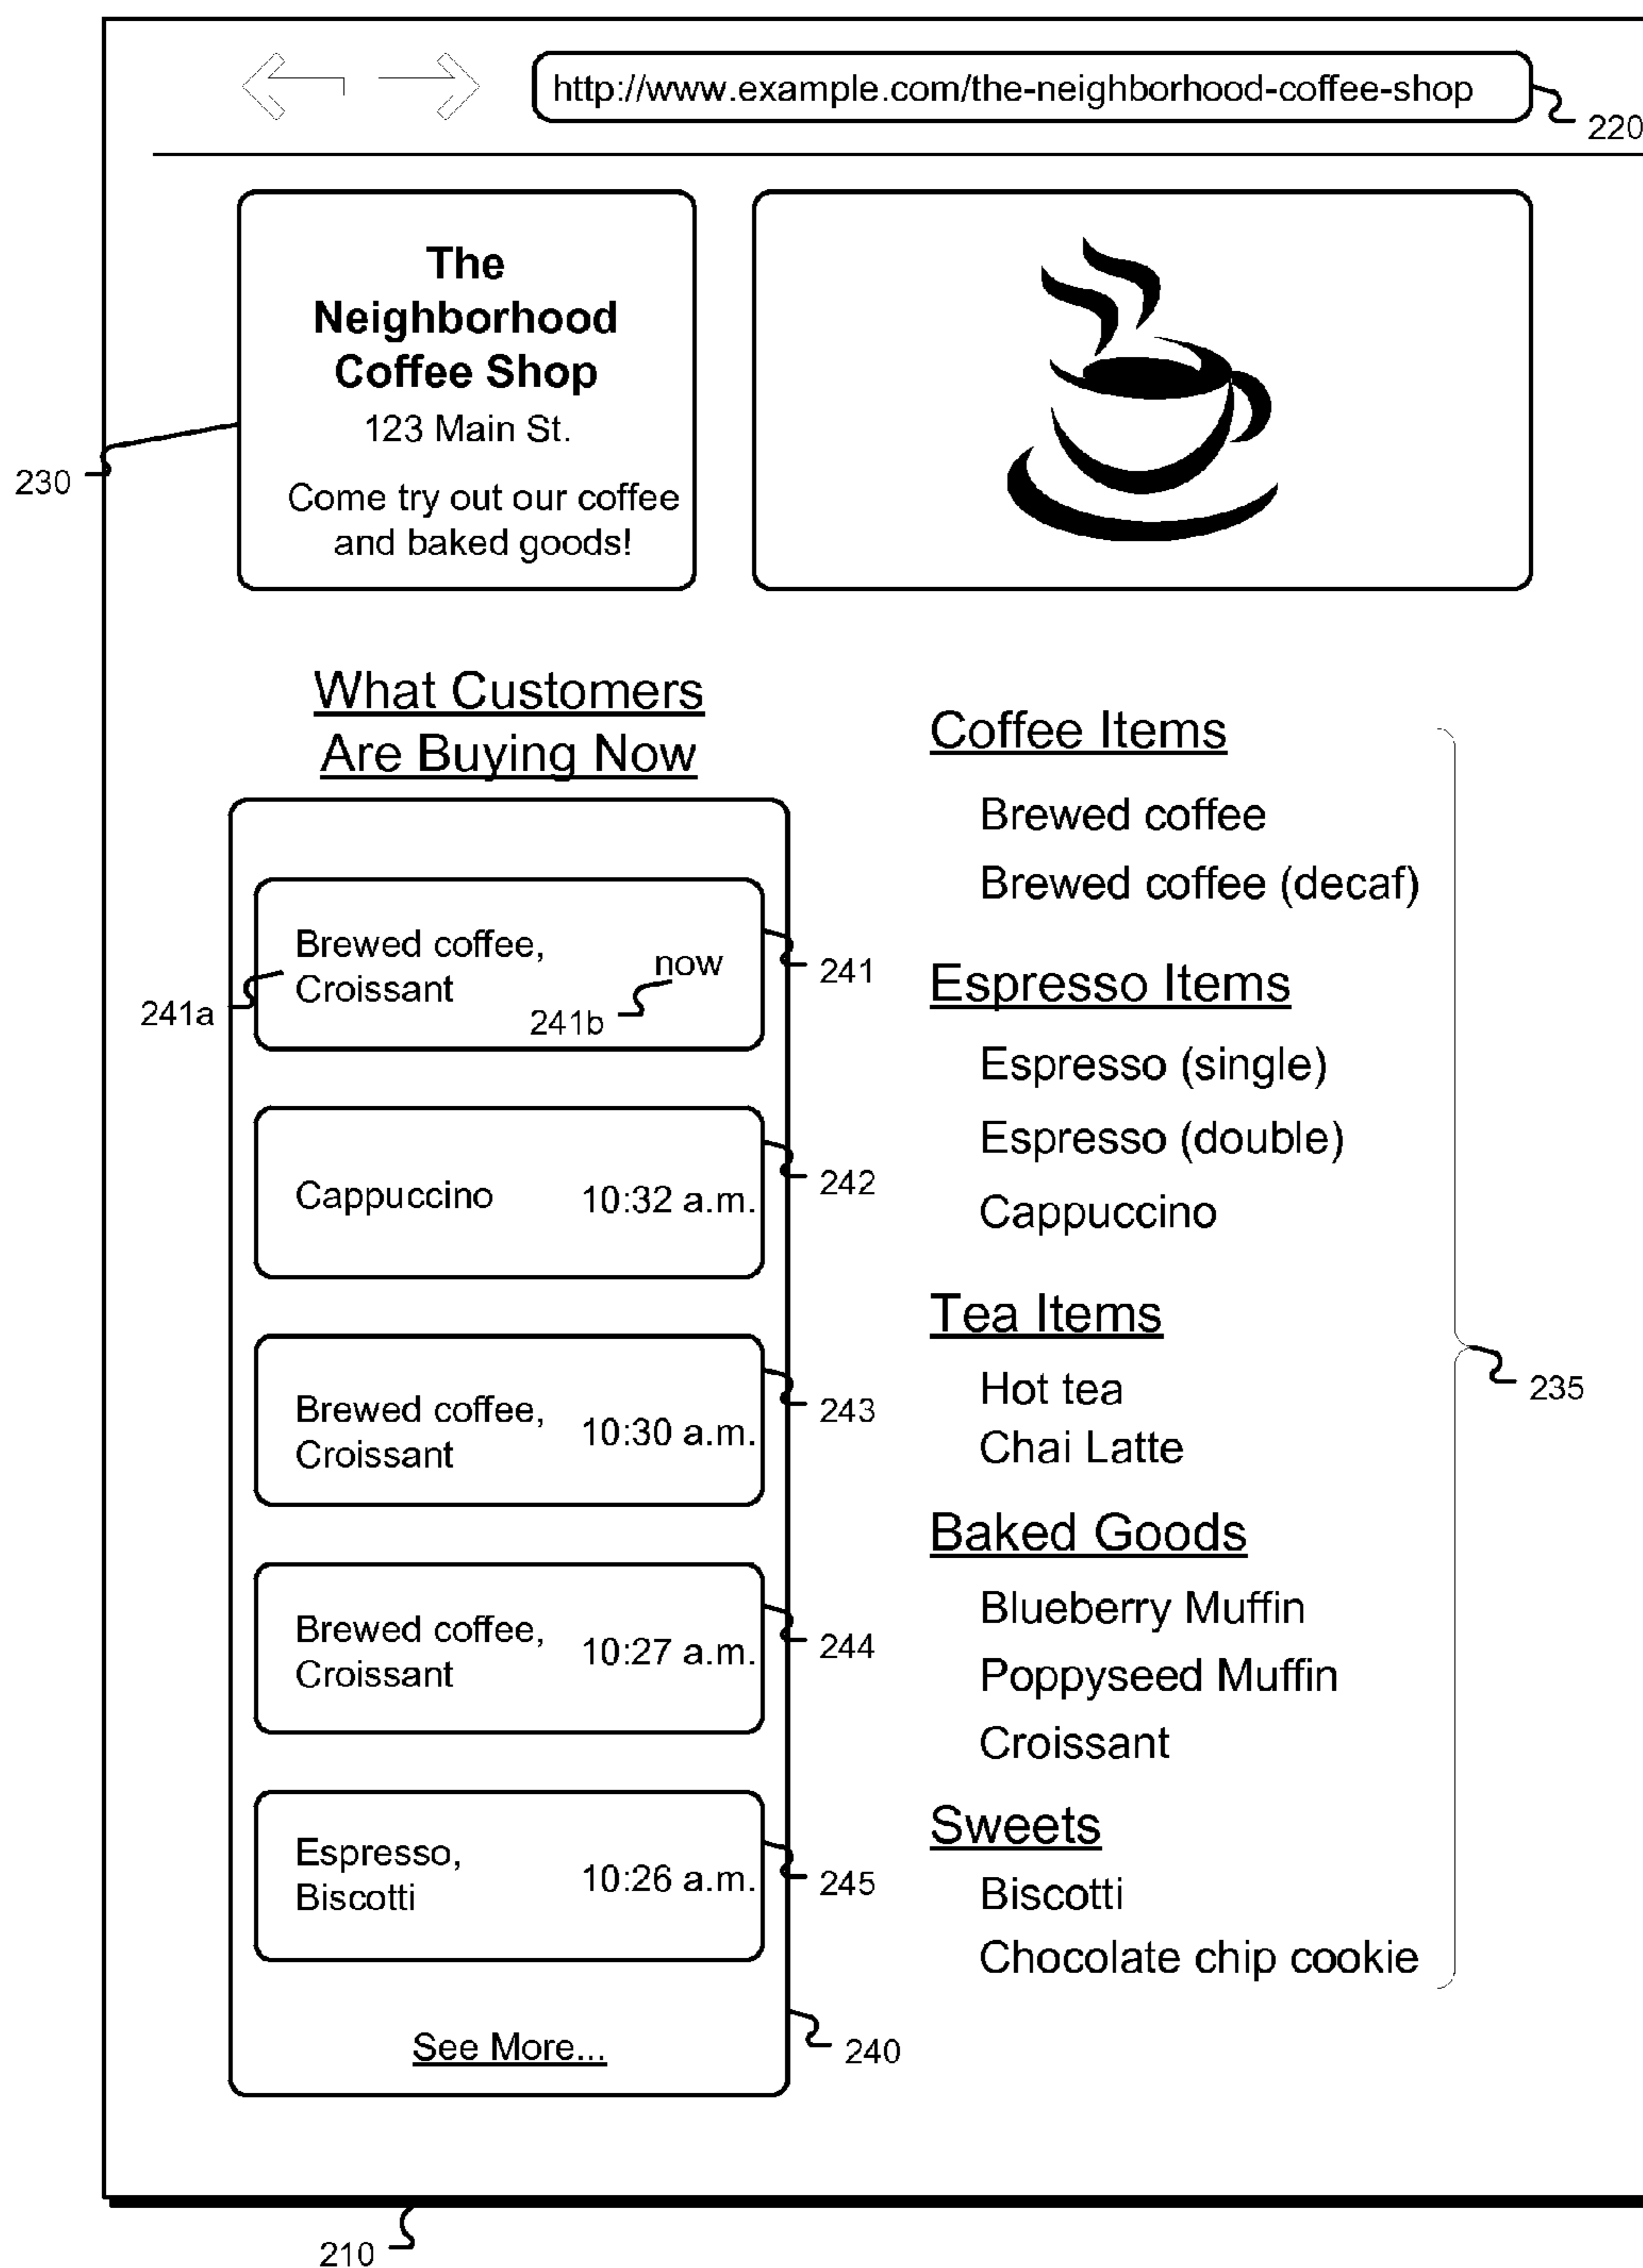 http://www.example.com/the-neighborhood-coffee-shop
220
The
Neighborhood
Coffee Shop
123 Main St.
Come try out our coffee
and baked goods!
230
What Customers
Are Buying Now
Brewed coffee,
Croissant
now
241a
241b
241
Cappuccino
10:32 a.m.
242
Brewed coffee,
Croissant
10:30 a.m.
243
Brewed coffee,
Croissant
10:27 a.m.
244
Espresso,
Biscotti
10:26 a.m.
245
See More...
240
Coffee Items
Brewed coffee
Brewed coffee (decaf)
Espresso Items
Espresso (single)
Espresso (double)
Cappuccino
Tea Items
Hot tea
Chai Latte
Baked Goods
Blueberry Muffin
Poppyseed Muffin
Croissant
Sweets
Biscotti
Chocolate chip cookie
235
210